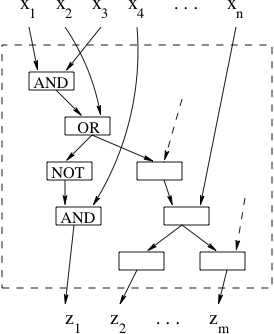 x1 x2 x3 x4 . . . xn
AND
OR
NOT
AND
z1 z2 . . . zm